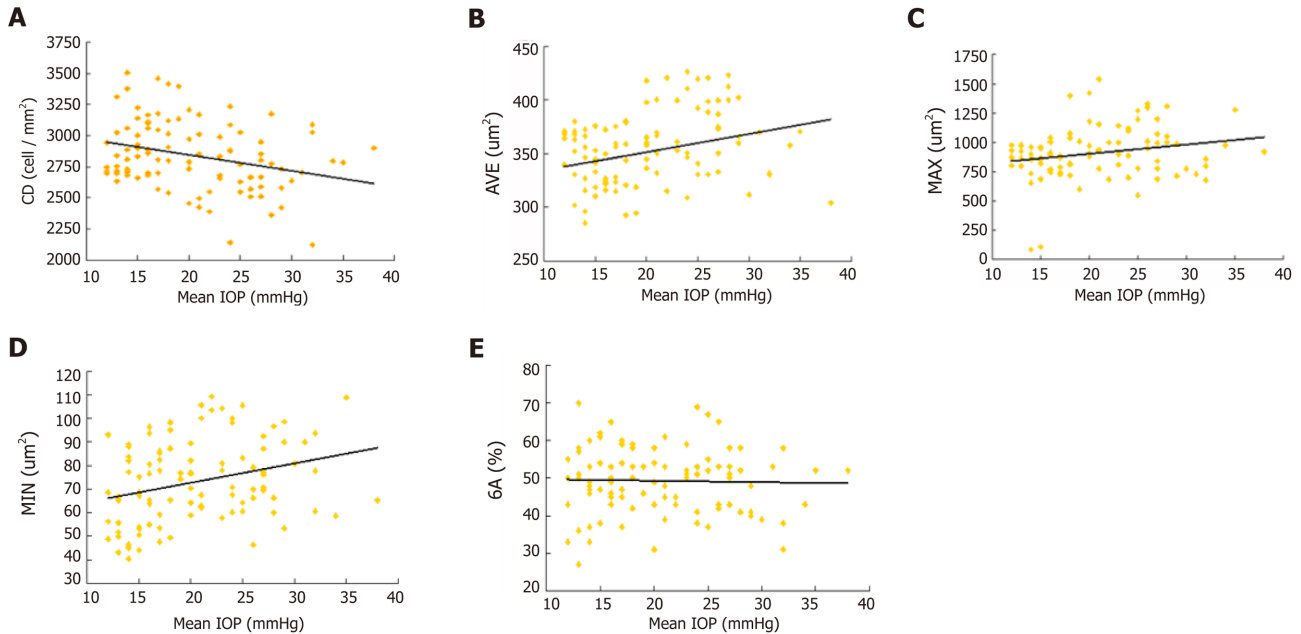 A
CD (cell / mm²)
3750
3500
3250
3000
2750
2500
2250
2000
10 15 20 25 30 35 40
Mean IOP (mmHg)
B
AVE (um²)
450
400
350
300
250
10 15 20 25 30 35 40
Mean IOP (mmHg)
C
MAX (um²)
1750
1500
1250
1000
750
500
250
0
10 15 20 25 30 35 40
Mean IOP (mmHg)
D
MIN (um²)
120
110
100
90
80
70
60
50
40
30
10 15 20 25 30 35 40
Mean IOP (mmHg)
E
6A (%)
80
70
60
50
40
30
20
10 15 20 25 30 35 40
Mean IOP (mmHg)